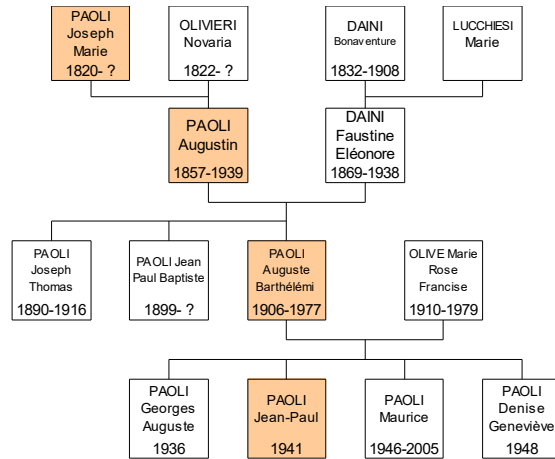 PAOLI
Joseph
Marie
1820- ?
OLIVIERI
Novaria
1822- ?
DAINI
Bonaventure
1832-1908
LUCCHIESI
Marie
PAOLI
Augustin
1857-1939
DAINI
Faustine
Eléonore
1869-1938
PAOLI
Joseph
Thomas
1890-1916
PAOLI Jean
Paul Baptiste
1899- ?
PAOLI
Auguste
Barthélémi
1906-1977
OLIVE Marie
Rose
Francise
1910-1979
PAOLI
Georges
Auguste
1936
PAOLI
Jean-Paul
1941
PAOLI
Maurice
1946-2005
PAOLI
Denise
Geneviève
1948